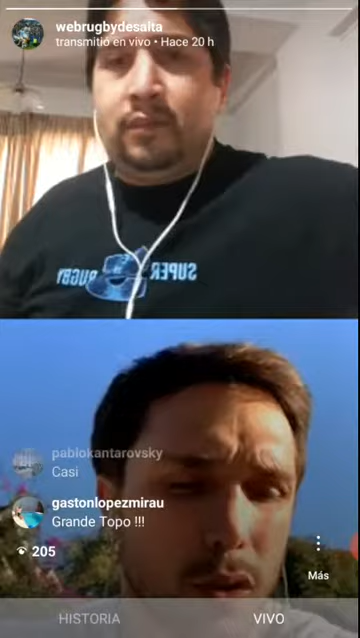 webrugbydesalta
transmitió en vivo • Hace 20 h
SUPER RUGBY
pablokantarovsky
Casi
gastonlopezmirau
Grande Topo !!!
205
Más
HISTORIA
VIVO